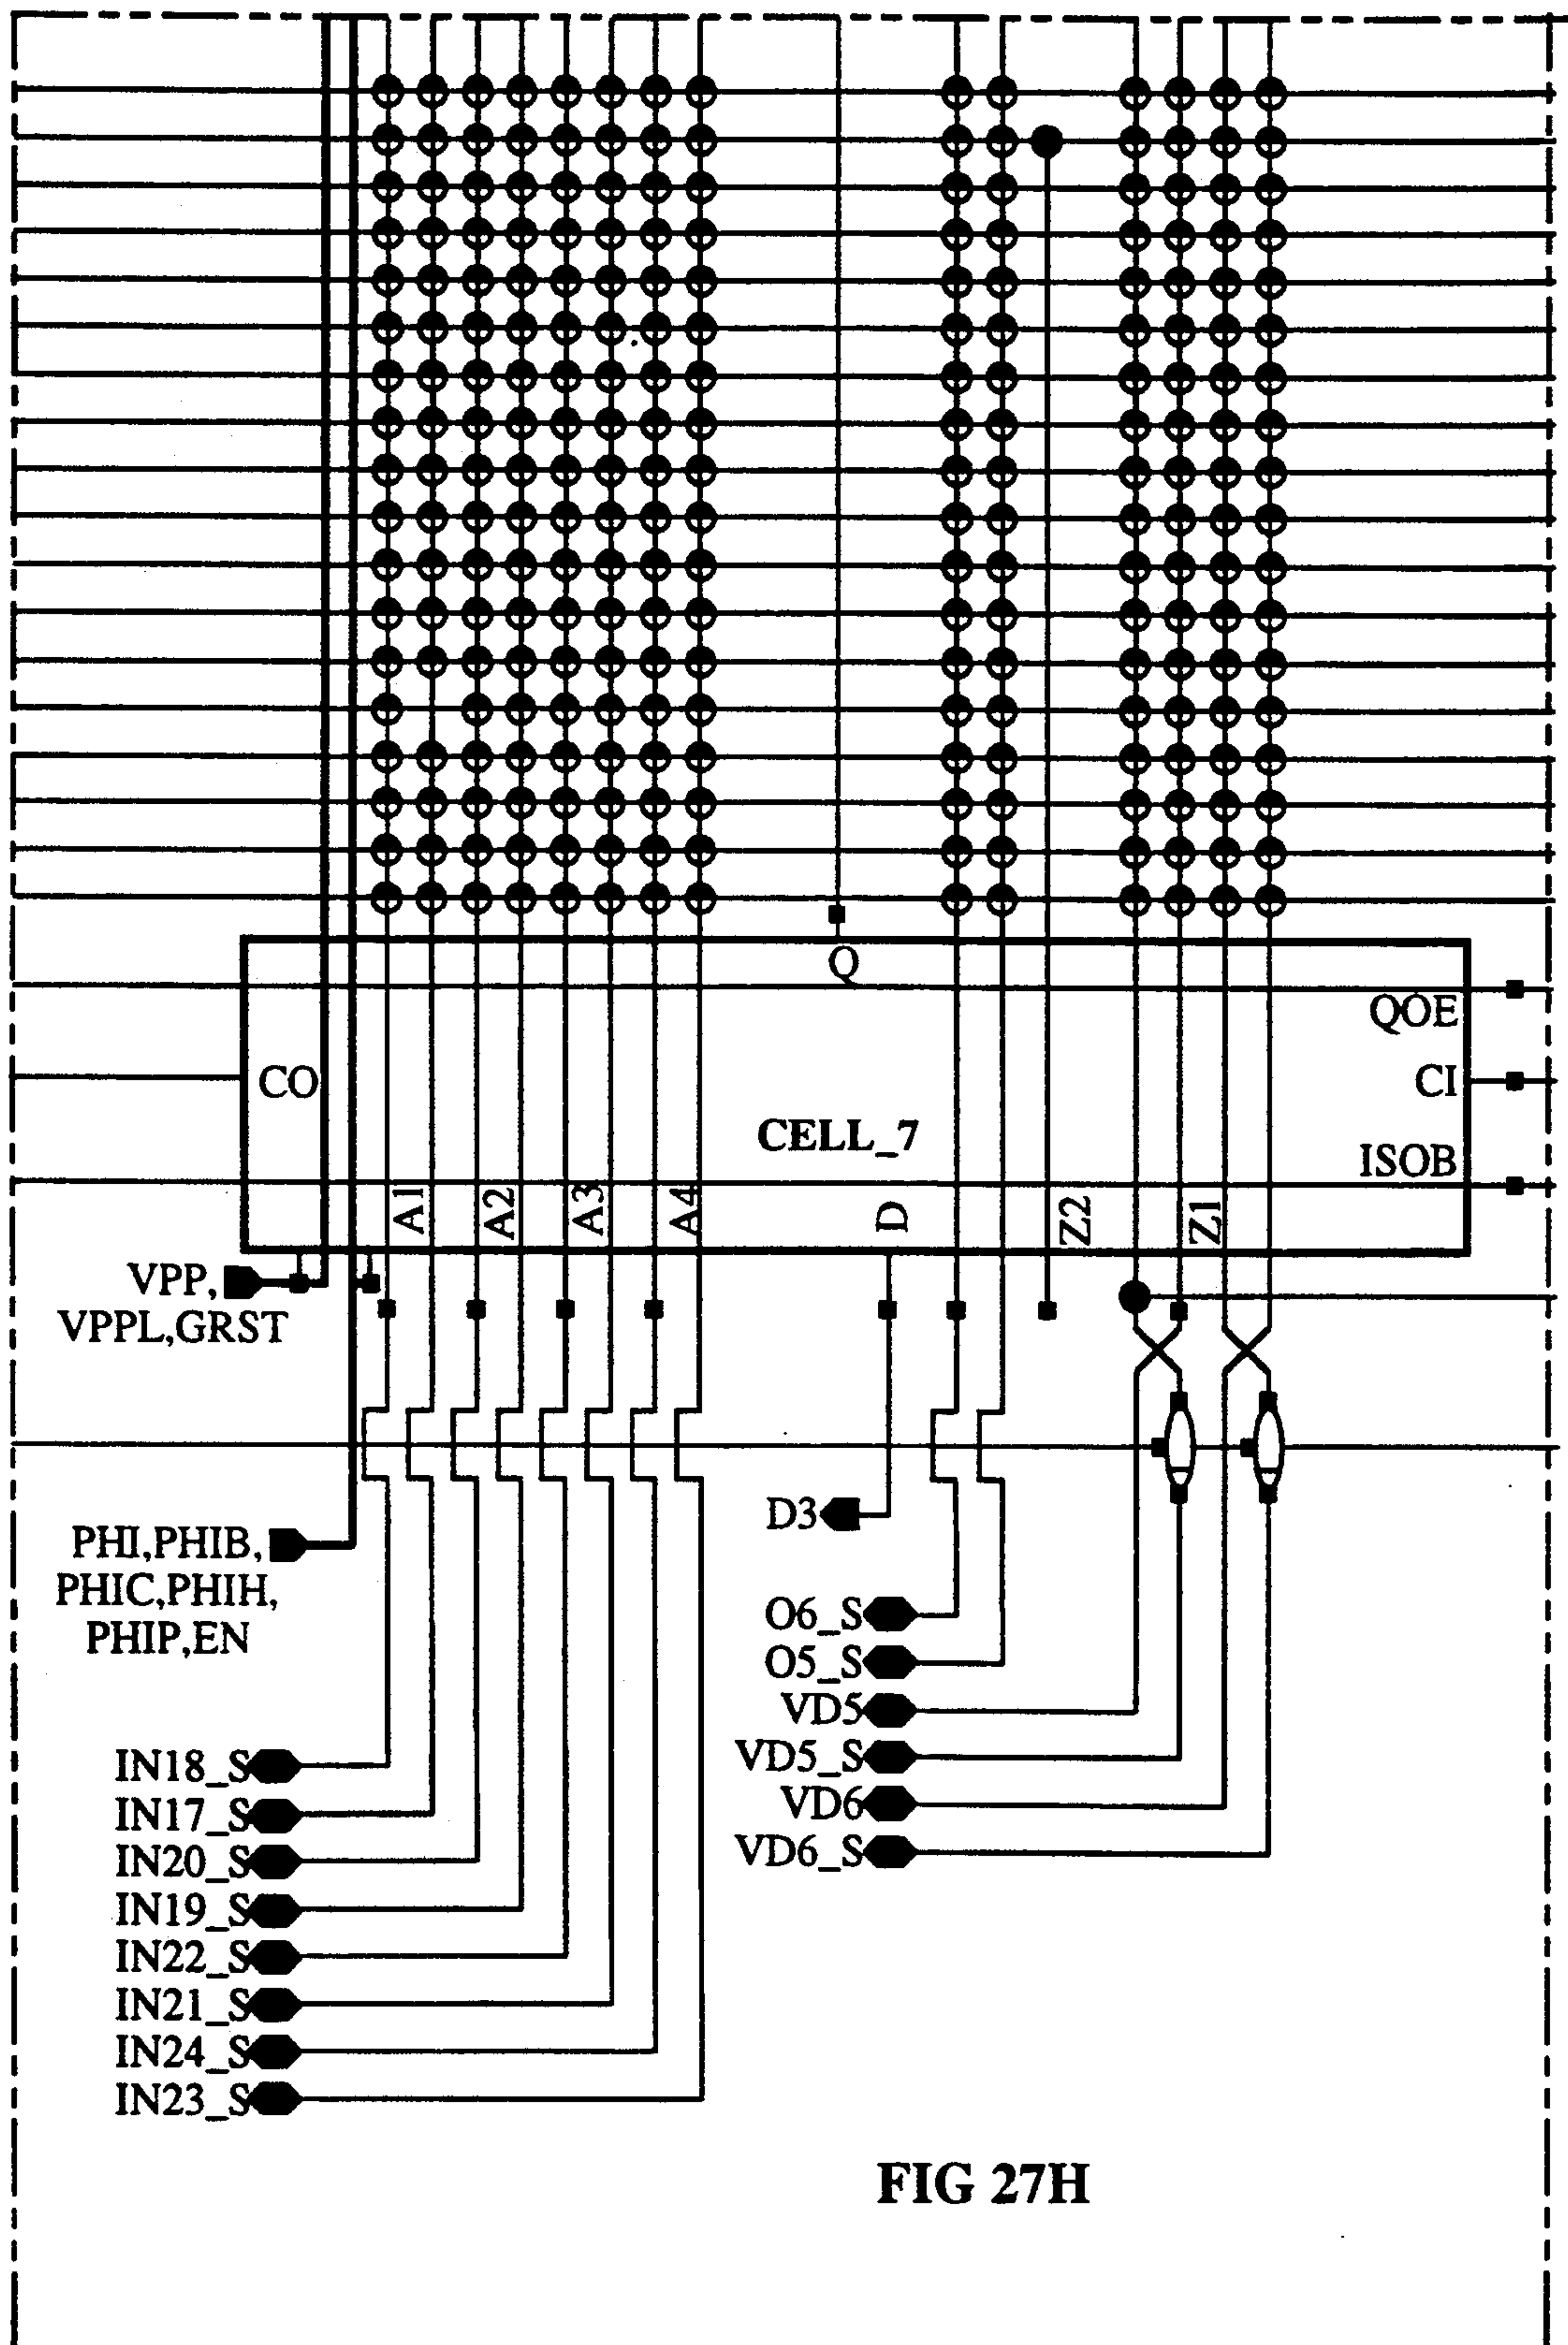 Q
QOE
CO
CI
CELL_7
ISOB
A1
A2
A3
A4
D
Z2
Z1
VPP,
VPPL,GRST
D3
PHI,PHIB,
PHIC,PHIH,
PHIP,EN
O6_S
O5_S
VD5
VD5_S
VD6
VD6_S
IN18_S
IN17_S
IN20_S
IN19_S
IN22_S
IN21_S
IN24_S
IN23_S
FIG 27H